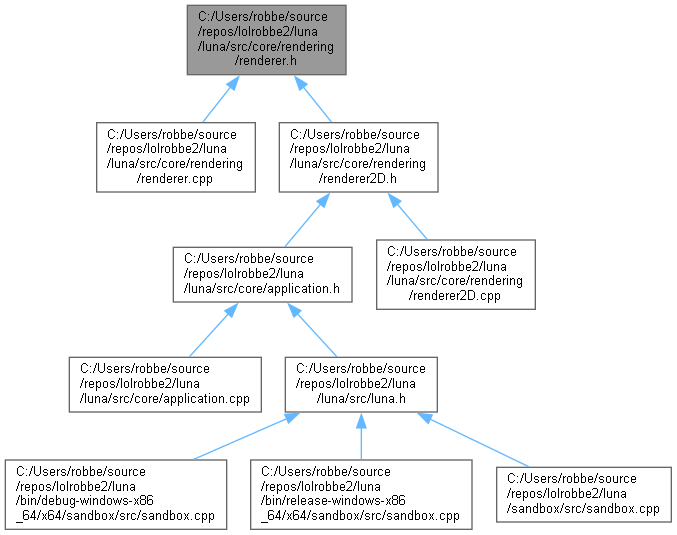 C:/Users/robbe/source
/repos/lolrobbe2/luna
/luna/src/core/rendering
/renderer.h
C:/Users/robbe/source
/repos/lolrobbe2/luna
/luna/src/core/rendering
/renderer.cpp
C:/Users/robbe/source
/repos/lolrobbe2/luna
/luna/src/core/rendering
/renderer2D.h
C:/Users/robbe/source
/repos/lolrobbe2/luna
/luna/src/core/application.h
C:/Users/robbe/source
/repos/lolrobbe2/luna
/luna/src/core/rendering
/renderer2D.cpp
C:/Users/robbe/source
/repos/lolrobbe2/luna
/luna/src/core/application.cpp
C:/Users/robbe/source
/repos/lolrobbe2/luna
/luna/src/luna.h
C:/Users/robbe/source
/repos/lolrobbe2/luna
/bin/debug-windows-x86
_64/x64/sandbox/src/sandbox.cpp
C:/Users/robbe/source
/repos/lolrobbe2/luna
/bin/release-windows-x86
_64/x64/sandbox/src/sandbox.cpp
C:/Users/robbe/source
/repos/lolrobbe2/luna
/sandbox/src/sandbox.cpp